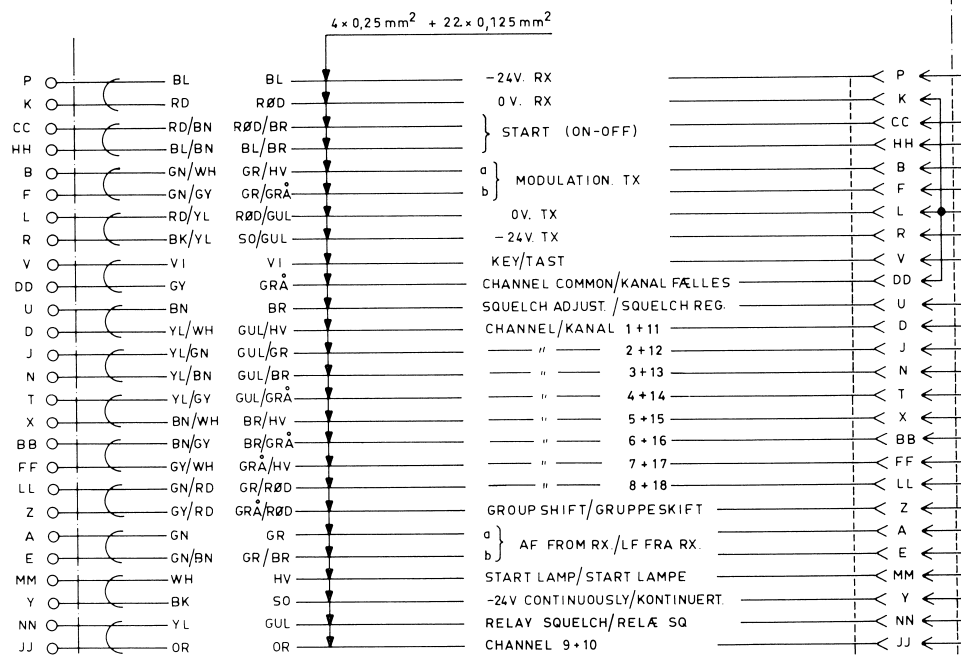 4 × 0,25 mm² + 22 × 0,125 mm²
P BL BL -24V. RX P
K RD RØD 0V. RX K
CC RD/BN RØD/BR START (ON-OFF) CC
HH BL/BN BL/BR HH
B GN/WH GR/HV a MODULATION. TX B
F GN/GY GR/GRÅ b F
L RD/YL RØD/GUL 0V. TX L
R BK/YL SO/GUL -24V. TX R
V VI VI KEY/TAST V
DD GY GRÅ CHANNEL COMMON/KANAL FÆLLES DD
U BN BR SQUELCH ADJUST./SQUELCH REG. U
D YL/WH GUL/HV CHANNEL/KANAL 1+11 D
J YL/GN GUL/GR — " — 2+12 J
N YL/BN GUL/BR — " — 3+13 N
T YL/GY GUL/GRÅ — " — 4+14 T
X BN/WH BR/HV — " — 5+15 X
BB BN/GY BR/GRÅ — " — 6+16 BB
FF GY/WH GRÅ/HV — " — 7+17 FF
LL GN/RD GR/RØD — " — 8+18 LL
Z GY/RD GRÅ/RØD GROUP SHIFT/GRUPPESKIFT Z
A GN GR a AF FROM RX./LF FRA RX. A
E GN/BN GR/BR b E
MM WH HV START LAMP/START LAMPE MM
Y BK SO -24V CONTINUOUSLY/KONTINUERT. Y
NN YL GUL RELAY SQUELCH/RELÆ SQ NN
JJ OR OR CHANNEL 9+10 JJ